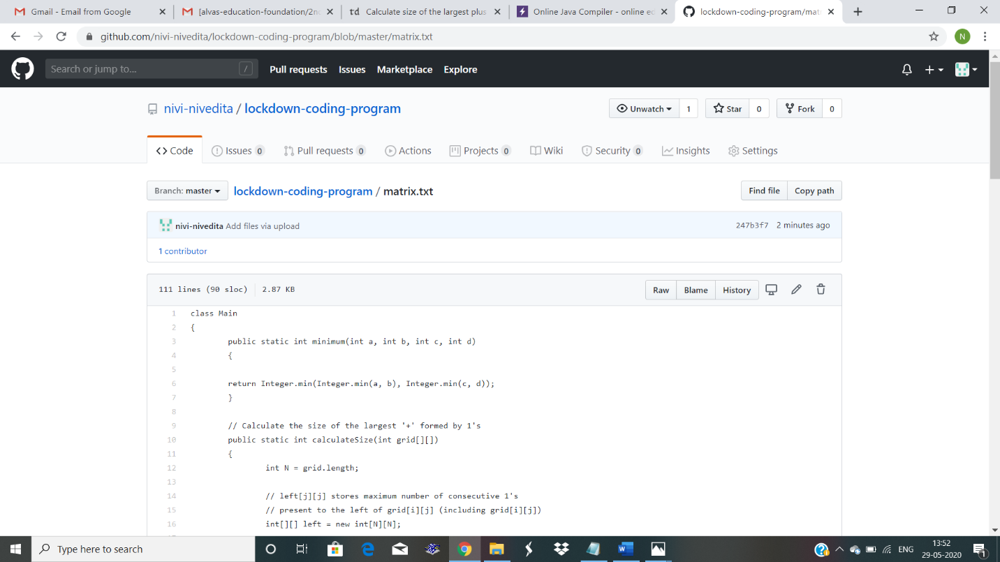 Gmail - Email from Google
[alvas-education-foundation/2nd
td Calculate size of the largest plus
Online Java Compiler - online ed
lockdown-coding-program/mat
github.com/nivi-nivedita/lockdown-coding-program/blob/master/matrix.txt
N
Search or jump to...
/
Pull requests Issues Marketplace Explore
nivi-nivedita / lockdown-coding-program
Unwatch 1 Star 0 Fork 0
Code Issues 0 Pull requests 0 Actions Projects 0 Wiki Security 0 Insights Settings
Branch: master lockdown-coding-program / matrix.txt Find file Copy path
nivi-nivedita Add files via upload 247b3f7 2 minutes ago
1 contributor
111 lines (90 sloc) 2.87 KB Raw Blame History
1 class Main
2 {
3 public static int minimum(int a, int b, int c, int d)
4 {
5
6 return Integer.min(Integer.min(a, b), Integer.min(c, d));
7 }
8
9 // Calculate the size of the largest '+' formed by 1's
10 public static int calculateSize(int grid[][])
11 {
12 int N = grid.length;
13
14 // left[j][j] stores maximum number of consecutive 1's
15 // present to the left of grid[i][j] (including grid[i][j])
16 int[][] left = new int[N][N];
Type here to search
ENG
13:52
29-05-2020
1